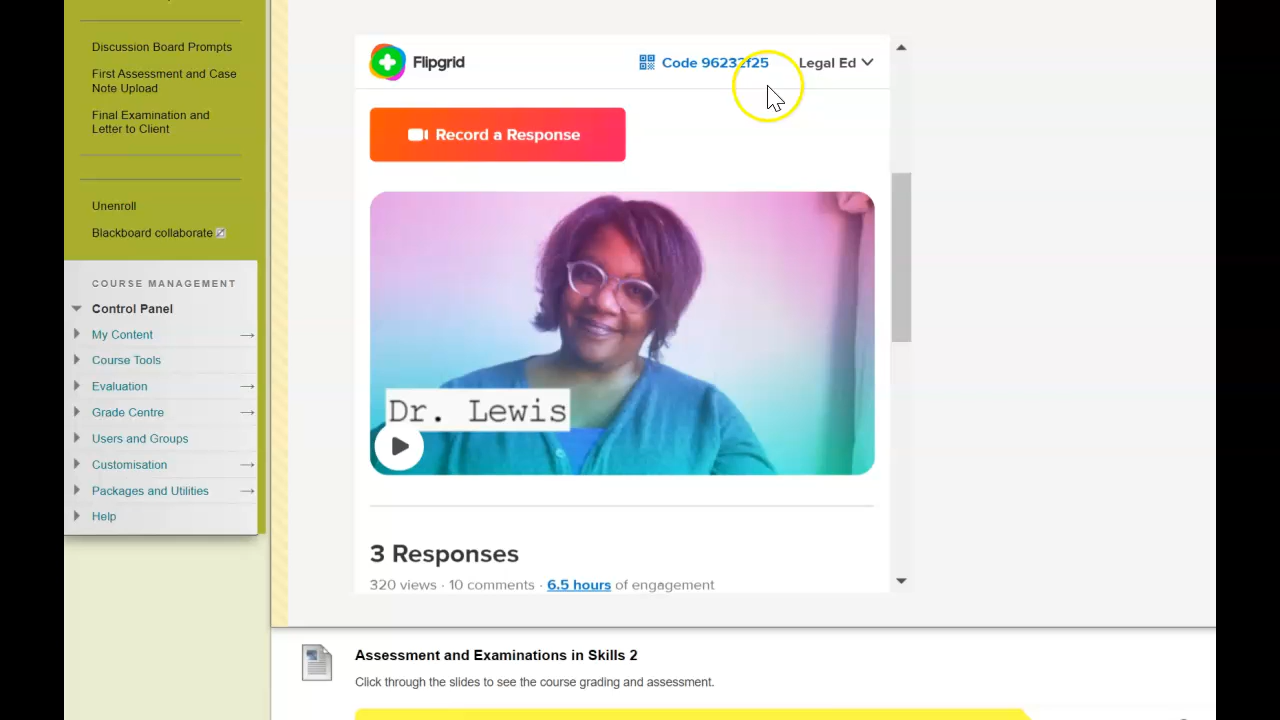 Discussion Board Prompts
First Assessment and Case
Note Upload
Final Examination and
Letter to Client
Unenroll
Blackboard collaborate
COURSE MANAGEMENT
Control Panel
My Content
Course Tools
Evaluation
Grade Centre
Users and Groups
Customisation
Packages and Utilities
Help
Flipgrid
Code 96232f25
Legal Ed
Record a Response
Dr. Lewis
3 Responses
320 views · 10 comments · 6.5 hours of engagement
Assessment and Examinations in Skills 2
Click through the slides to see the course grading and assessment.